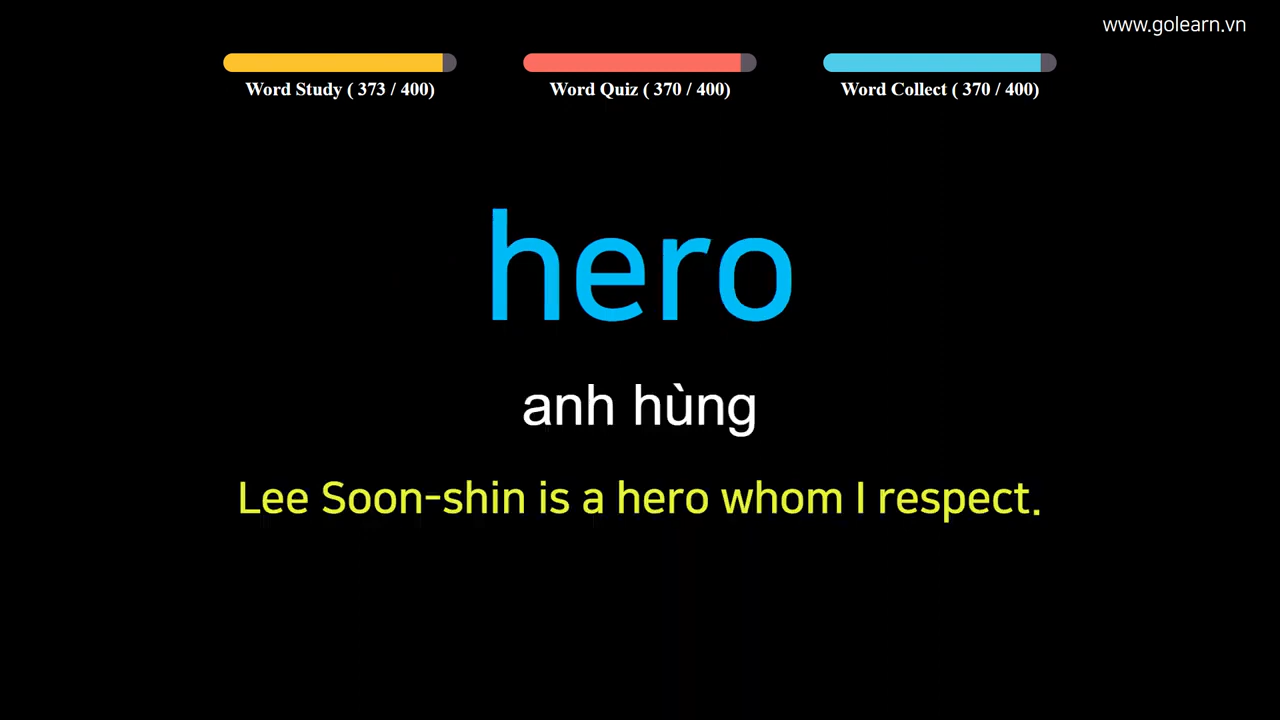 www.golearn.vn
Word Study ( 373 / 400)
Word Quiz ( 370 / 400)
Word Collect ( 370 / 400)
hero
anh hùng
Lee Soon-shin is a hero whom I respect.